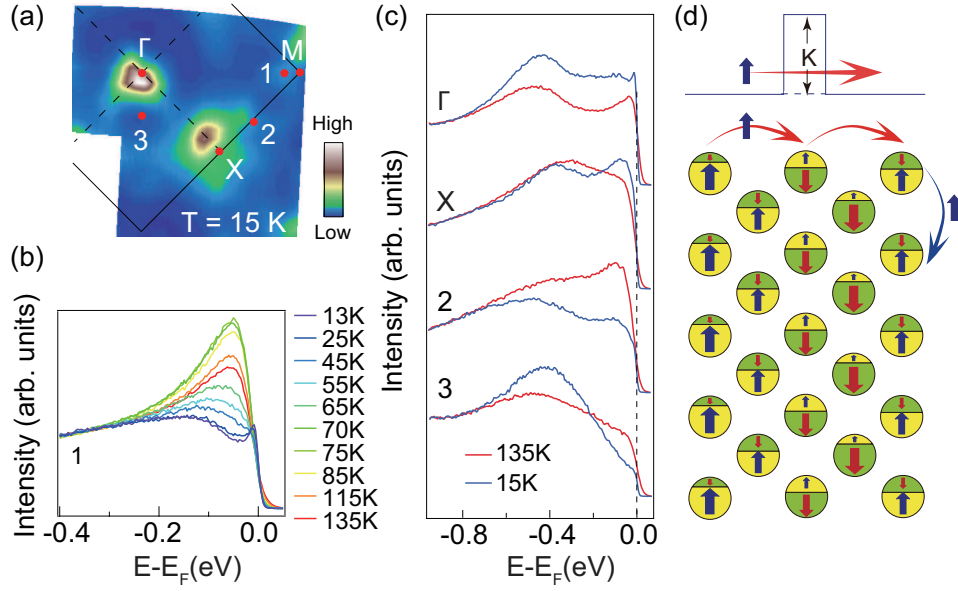 (a)
Γ
M
1
2
3
X
High
Low
T = 15 K
(b)
Intensity (arb. units)
1
13K
25K
45K
55K
65K
70K
75K
85K
115K
135K
-0.4
-0.2
0.0
E-EF(eV)
(c)
Intensity (arb. units)
Γ
X
2
3
135K
15K
-0.8
-0.4
0.0
E-EF(eV)
(d)
K